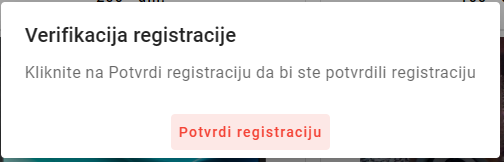 Verifikacija registracije
Kliknite na Potvrdi registraciju da bi ste potvrdili registraciju
Potvrdi registraciju